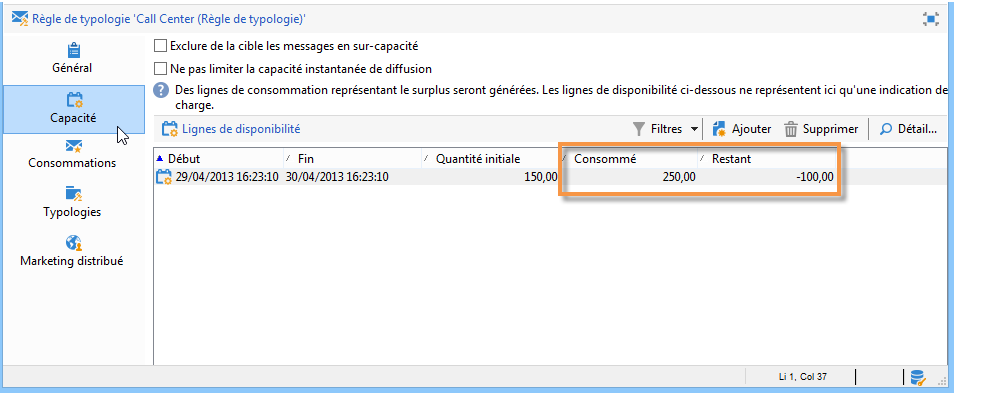 Règle de typologie 'Call Center (Règle de typologie)'
Général
Capacité
Consommations
Typologies
Marketing distribué
Exclure de la cible les messages en sur-capacité
Ne pas limiter la capacité instantanée de diffusion
Des lignes de consommation représentant le surplus seront générées. Les lignes de disponibilité ci-dessous ne représentent ici qu'une indication de
charge.
Lignes de disponibilité Filtres Ajouter Supprimer Détail...
Début Fin Quantité initiale Consommé Restant
29/04/2013 16:23:10 30/04/2013 16:23:10 150,00 250,00 -100,00
Li 1, Col 37